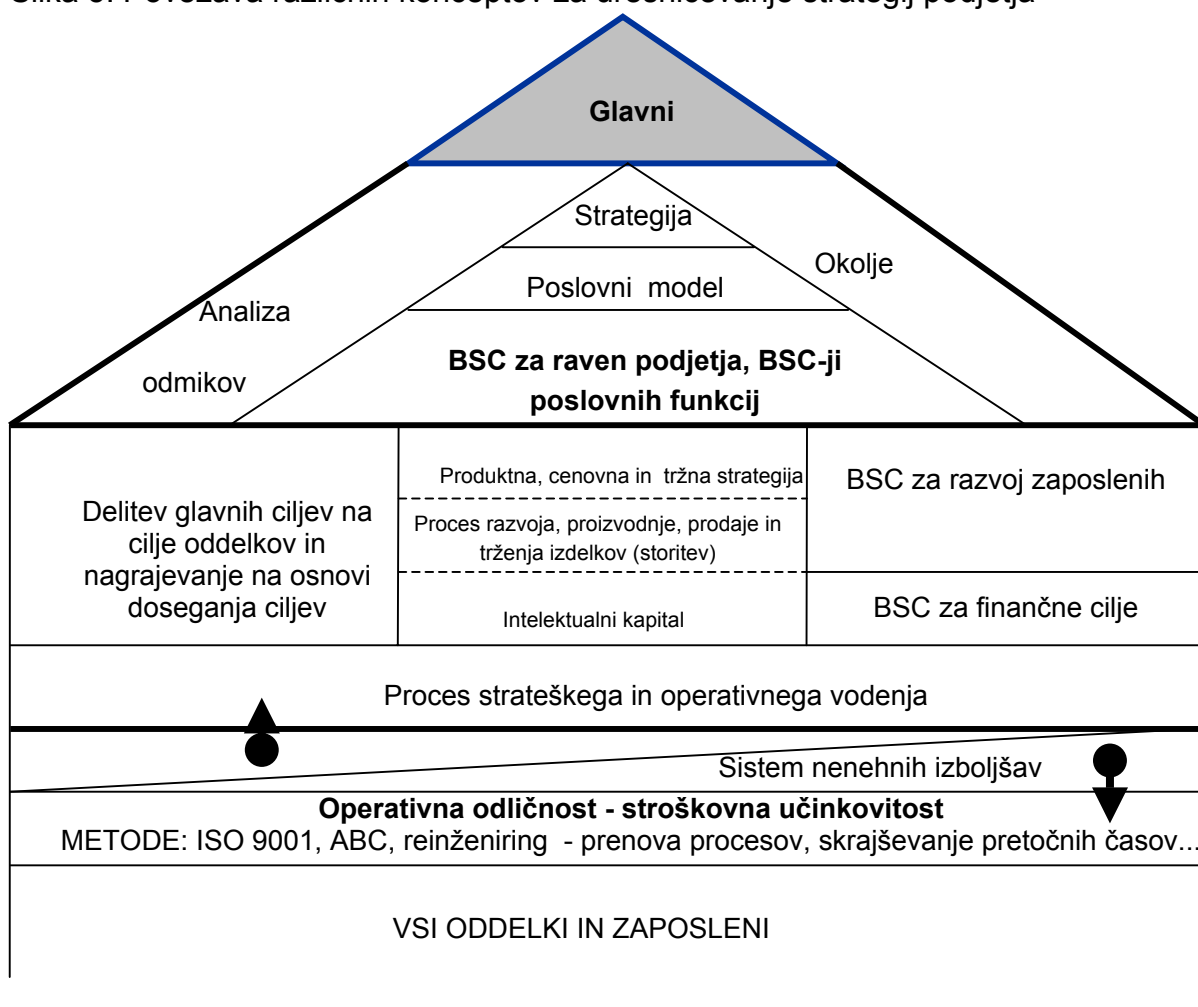 Glavni
Strategija
Okolje
Poslovni model
Analiza
odmikov
BSC za raven podjetja, BSC-ji
poslovnih funkcij
Delitev glavnih ciljev na
cilje oddelkov in
nagrajevanje na osnovi
doseganja ciljev
Produktna, cenovna in tržna strategija
Proces razvoja, proizvodnje, prodaje in
trženja izdelkov (storitev)
Intelektualni kapital
BSC za razvoj zaposlenih
BSC za finančne cilje
Proces strateškega in operativnega vodenja
Sistem nenehnih izboljšav
Operativna odličnost - stroškovna učinkovitost
METODE: ISO 9001, ABC, reinženiring - prenova procesov, skrajševanje pretočnih časov...
VSI ODDELKI IN ZAPOSLENI